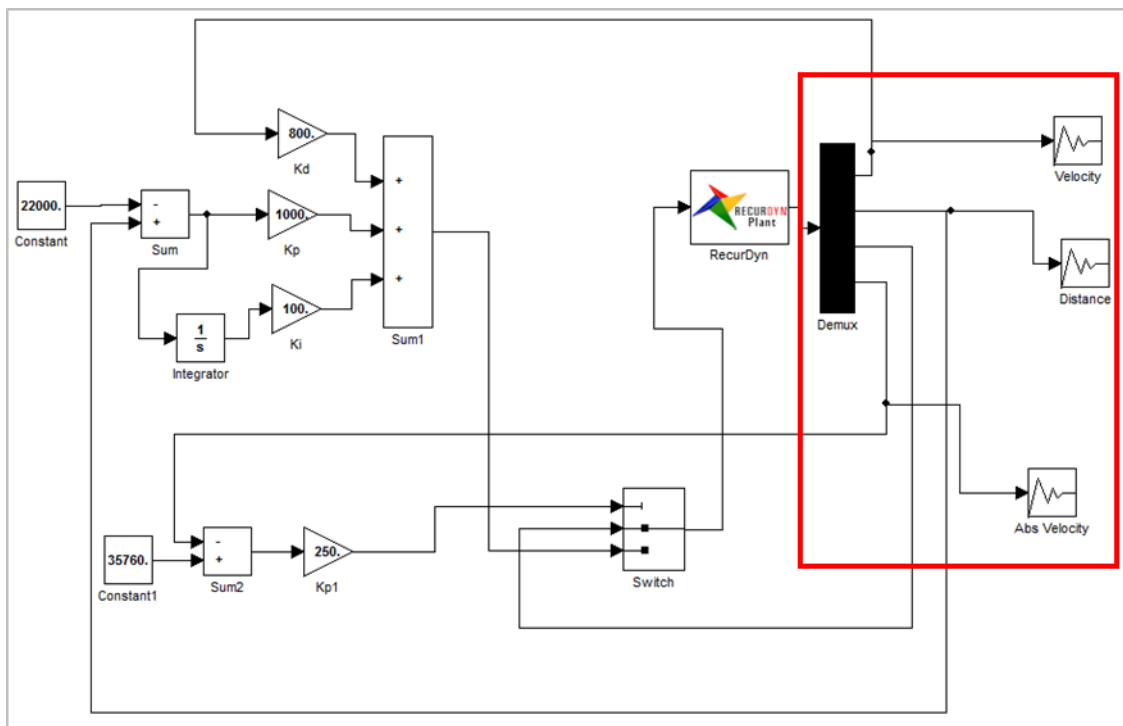 800.
Kd
22000.
Constant
-
+
Sum
1000.
Kp
100.
Ki
1
s
Integrator
+
+
+
Sum1
RECURDYN
Plant
RecurDyn
Demux
Velocity
Distance
Abs Velocity
35760.
Constant1
-
+
Sum2
250.
Kp1
Switch